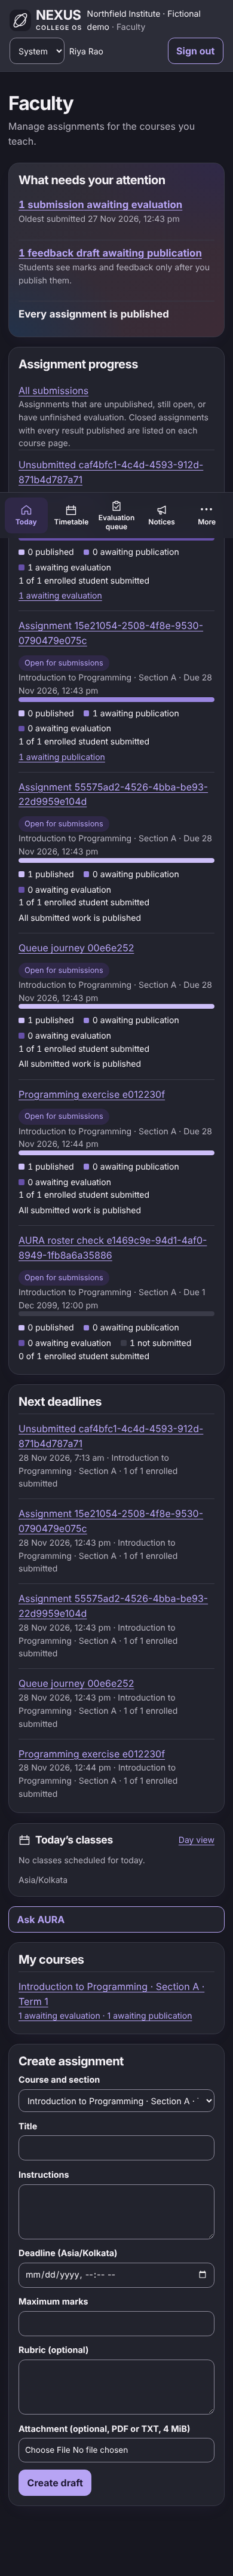 NEXUS
COLLEGE OS
Northfield Institute · Fictional
demo · Faculty
System
Riya Rao
Sign out
Faculty
Manage assignments for the courses you
teach.
What needs your attention
1 submission awaiting evaluation
Oldest submitted 27 Nov 2026, 12:43 pm
1 feedback draft awaiting publication
Students see marks and feedback only after you
publish them.
Every assignment is published
Assignment progress
All submissions
Assignments that are unpublished, still open, or
have unfinished evaluation. Closed assignments
with every result published are listed on each
course page.
Unsubmitted caf4bfc1-4c4d-4593-912d-
871b4d787a71
Today
Timetable
Evaluation
queue
Notices
More
0 published
0 awaiting publication
1 awaiting evaluation
1 of 1 enrolled student submitted
1 awaiting evaluation
Assignment 15e21054-2508-4f8e-9530-
0790479e075c
Open for submissions
Introduction to Programming · Section A · Due 28
Nov 2026, 12:43 pm
0 published
1 awaiting publication
0 awaiting evaluation
1 of 1 enrolled student submitted
1 awaiting publication
Assignment 55575ad2-4526-4bba-be93-
22d9959e104d
Open for submissions
Introduction to Programming · Section A · Due 28
Nov 2026, 12:43 pm
1 published
0 awaiting publication
0 awaiting evaluation
1 of 1 enrolled student submitted
All submitted work is published
Queue journey 00e6e252
Open for submissions
Introduction to Programming · Section A · Due 28
Nov 2026, 12:43 pm
1 published
0 awaiting publication
0 awaiting evaluation
1 of 1 enrolled student submitted
All submitted work is published
Programming exercise e012230f
Open for submissions
Introduction to Programming · Section A · Due 28
Nov 2026, 12:44 pm
1 published
0 awaiting publication
0 awaiting evaluation
1 of 1 enrolled student submitted
All submitted work is published
AURA roster check e1469c9e-94d1-4af0-
8949-1fb8a6a35886
Open for submissions
Introduction to Programming · Section A · Due 1
Dec 2099, 12:00 pm
0 published
0 awaiting publication
0 awaiting evaluation
1 not submitted
0 of 1 enrolled student submitted
Next deadlines
Unsubmitted caf4bfc1-4c4d-4593-912d-
871b4d787a71
28 Nov 2026, 7:13 am · Introduction to
Programming · Section A · 1 of 1 enrolled
submitted
Assignment 15e21054-2508-4f8e-9530-
0790479e075c
28 Nov 2026, 12:43 pm · Introduction to
Programming · Section A · 1 of 1 enrolled
submitted
Assignment 55575ad2-4526-4bba-be93-
22d9959e104d
28 Nov 2026, 12:43 pm · Introduction to
Programming · Section A · 1 of 1 enrolled
submitted
Queue journey 00e6e252
28 Nov 2026, 12:43 pm · Introduction to
Programming · Section A · 1 of 1 enrolled
submitted
Programming exercise e012230f
28 Nov 2026, 12:44 pm · Introduction to
Programming · Section A · 1 of 1 enrolled
submitted
Today's classes
Day view
No classes scheduled for today.
Asia/Kolkata
Ask AURA
My courses
Introduction to Programming · Section A ·
Term 1
1 awaiting evaluation · 1 awaiting publication
Create assignment
Course and section
Introduction to Programming · Section A ·
Title
Instructions
Deadline (Asia/Kolkata)
mm/dd/yyyy, --:-- --
Maximum marks
Rubric (optional)
Attachment (optional, PDF or TXT, 4 MiB)
Choose File No file chosen
Create draft